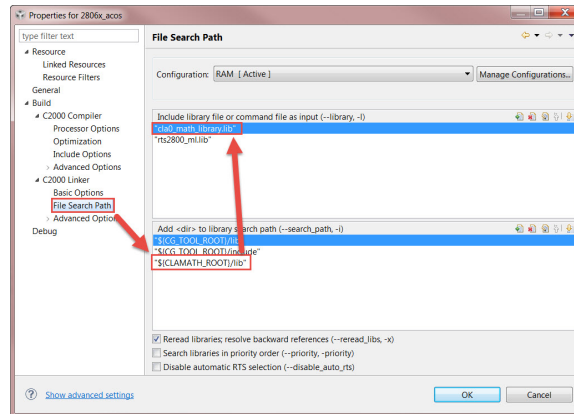 Properties for 2806x_acos
type filter text
File Search Path
Resource
Linked Resources
Resource Filters
General
Build
C2000 Compiler
Processor Options
Optimization
Include Options
Advanced Options
C2000 Linker
Basic Options
File Search Path
Advanced Options
Debug
Configuration: RAM [ Active ]
Manage Configurations...
Include library file or command file as input (--library, -l)
"cla0_math_library.lib"
"rts2800_ml.lib"
Add <dir> to library search path (--search_path, -i)
"${CG_TOOL_ROOT}/lib"
"${CG_TOOL_ROOT}/include"
"${CLAMATH_ROOT}/lib"
Reread libraries; resolve backward references (--reread_libs, -x)
Search libraries in priority order (--priority, -priority)
Disable automatic RTS selection (--disable_auto_rts)
Show advanced settings
OK
Cancel